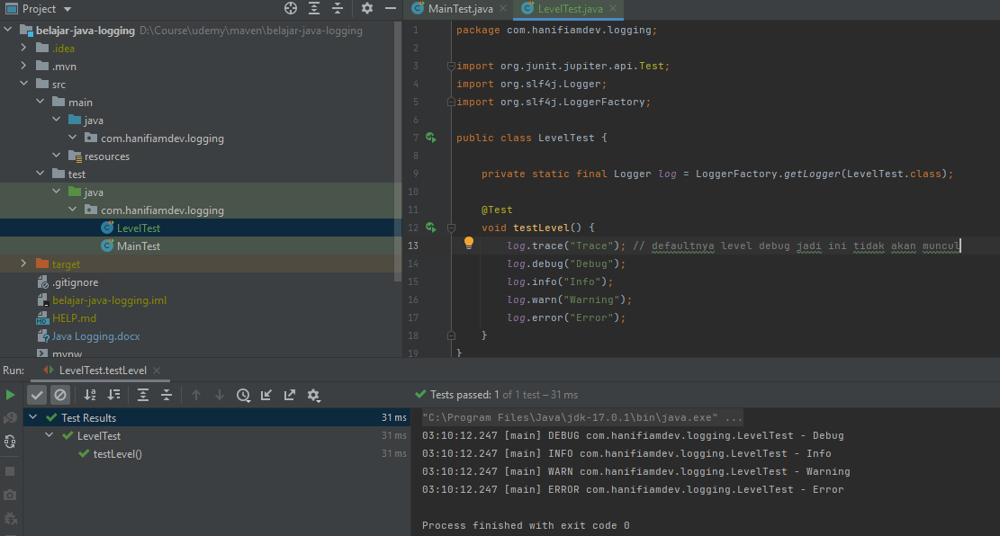 Project
MainTest.java
LevelTest.java
belajar-java-logging D:\Course\udemy\maven\belajar-java-logging
.idea
.mvn
src
main
java
com.hanifiamdev.logging
resources
test
java
com.hanifiamdev.logging
LevelTest
MainTest
target
.gitignore
belajar-java-logging.iml
HELP.md
Java Logging.docx
mvnw
1 package com.hanifiamdev.logging;
2
3 import org.junit.jupiter.api.Test;
4 import org.slf4j.Logger;
5 import org.slf4j.LoggerFactory;
6
7 public class LevelTest {
8
9 private static final Logger log = LoggerFactory.getLogger(LevelTest.class);
10
11 @Test
12 void testLevel() {
13 log.trace("Trace"); // defaultnya level debug jadi ini tidak akan muncul
14 log.debug("Debug");
15 log.info("Info");
16 log.warn("Warning");
17 log.error("Error");
18 }
19 }
Run: LevelTest.testLevel
Tests passed: 1 of 1 test – 31 ms
Test Results 31 ms
LevelTest 31 ms
testLevel() 31 ms
"C:\Program Files\Java\jdk-17.0.1\bin\java.exe" ...
03:10:12.247 [main] DEBUG com.hanifiamdev.logging.LevelTest - Debug
03:10:12.247 [main] INFO com.hanifiamdev.logging.LevelTest - Info
03:10:12.247 [main] WARN com.hanifiamdev.logging.LevelTest - Warning
03:10:12.247 [main] ERROR com.hanifiamdev.logging.LevelTest - Error
Process finished with exit code 0